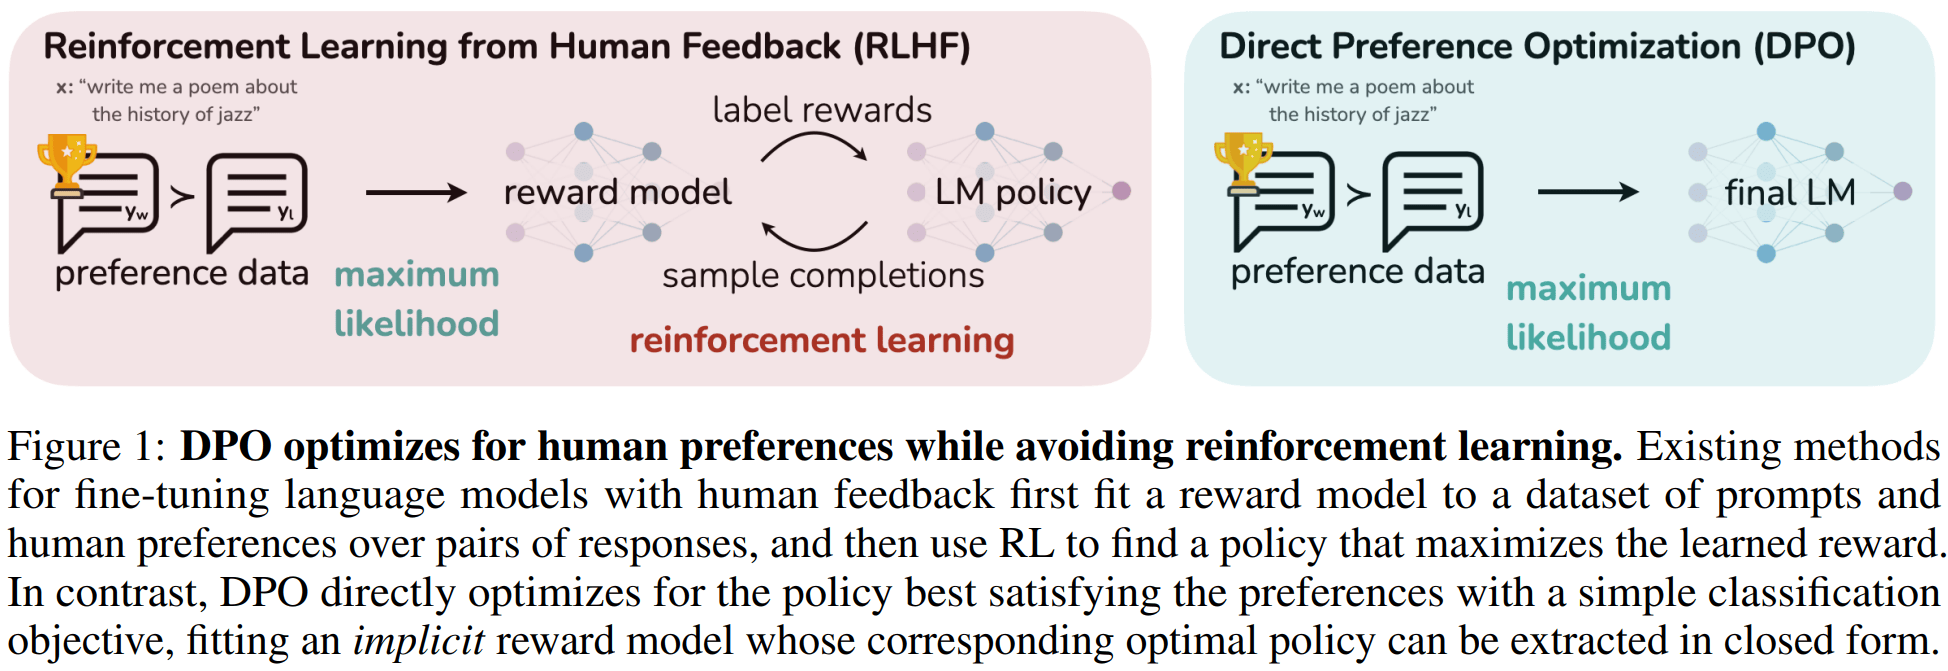 Reinforcement Learning from Human Feedback (RLHF)
x: “write me a poem about
the history of jazz”
label rewards
yw
yl
reward model
LM policy
preference data
maximum
likelihood
sample completions
reinforcement learning
Direct Preference Optimization (DPO)
x: “write me a poem about
the history of jazz”
yw
yl
final LM
preference data
maximum
likelihood
Figure 1: DPO optimizes for human preferences while avoiding reinforcement learning. Existing methods
for fine-tuning language models with human feedback first fit a reward model to a dataset of prompts and
human preferences over pairs of responses, and then use RL to find a policy that maximizes the learned reward.
In contrast, DPO directly optimizes for the policy best satisfying the preferences with a simple classification
objective, fitting an implicit reward model whose corresponding optimal policy can be extracted in closed form.